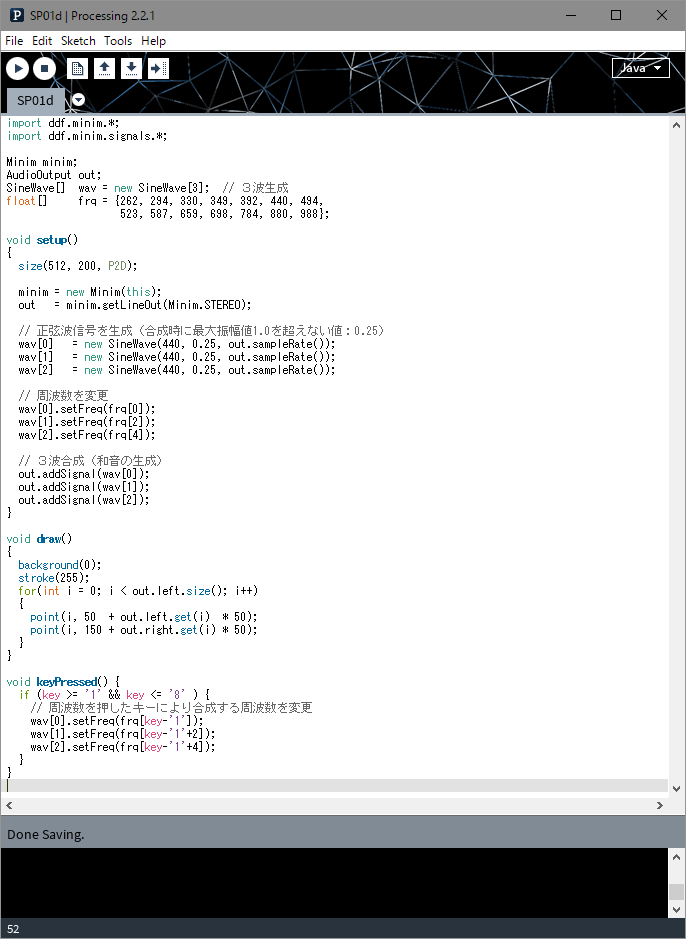 SP01d | Processing 2.2.1
File Edit Sketch Tools Help
Java
SP01d
import ddf.minim.*;
import ddf.minim.signals.*;
Minim minim;
AudioOutput out;
SineWave[]  wav = new SineWave[3];  // ３波生成
float[]     frq = {262, 294, 330, 349, 392, 440, 494,
                   523, 587, 659, 698, 784, 880, 988};
void setup()
{
  size(512, 200, P2D);
  minim = new Minim(this);
  out   = minim.getLineOut(Minim.STEREO);
  // 正弦波信号を生成（合成時に最大振幅値1.0を超えない値：0.25）
  wav[0]   = new SineWave(440, 0.25, out.sampleRate());
  wav[1]   = new SineWave(440, 0.25, out.sampleRate());
  wav[2]   = new SineWave(440, 0.25, out.sampleRate());
  // 周波数を変更
  wav[0].setFreq(frq[0]);
  wav[1].setFreq(frq[2]);
  wav[2].setFreq(frq[4]);
  // ３波合成（和音の生成）
  out.addSignal(wav[0]);
  out.addSignal(wav[1]);
  out.addSignal(wav[2]);
}
void draw()
{
  background(0);
  stroke(255);
  for(int i = 0; i < out.left.size(); i++)
  {
    point(i, 50  + out.left.get(i)  * 50);
    point(i, 150 + out.right.get(i) * 50);
  }
}
void keyPressed() {
  if (key >= '1' && key <= '8' ) {
    // 周波数を押したキーにより合成する周波数を変更
    wav[0].setFreq(frq[key-'1']);
    wav[1].setFreq(frq[key-'1'+2]);
    wav[2].setFreq(frq[key-'1'+4]);
  }
}
Done Saving.
52